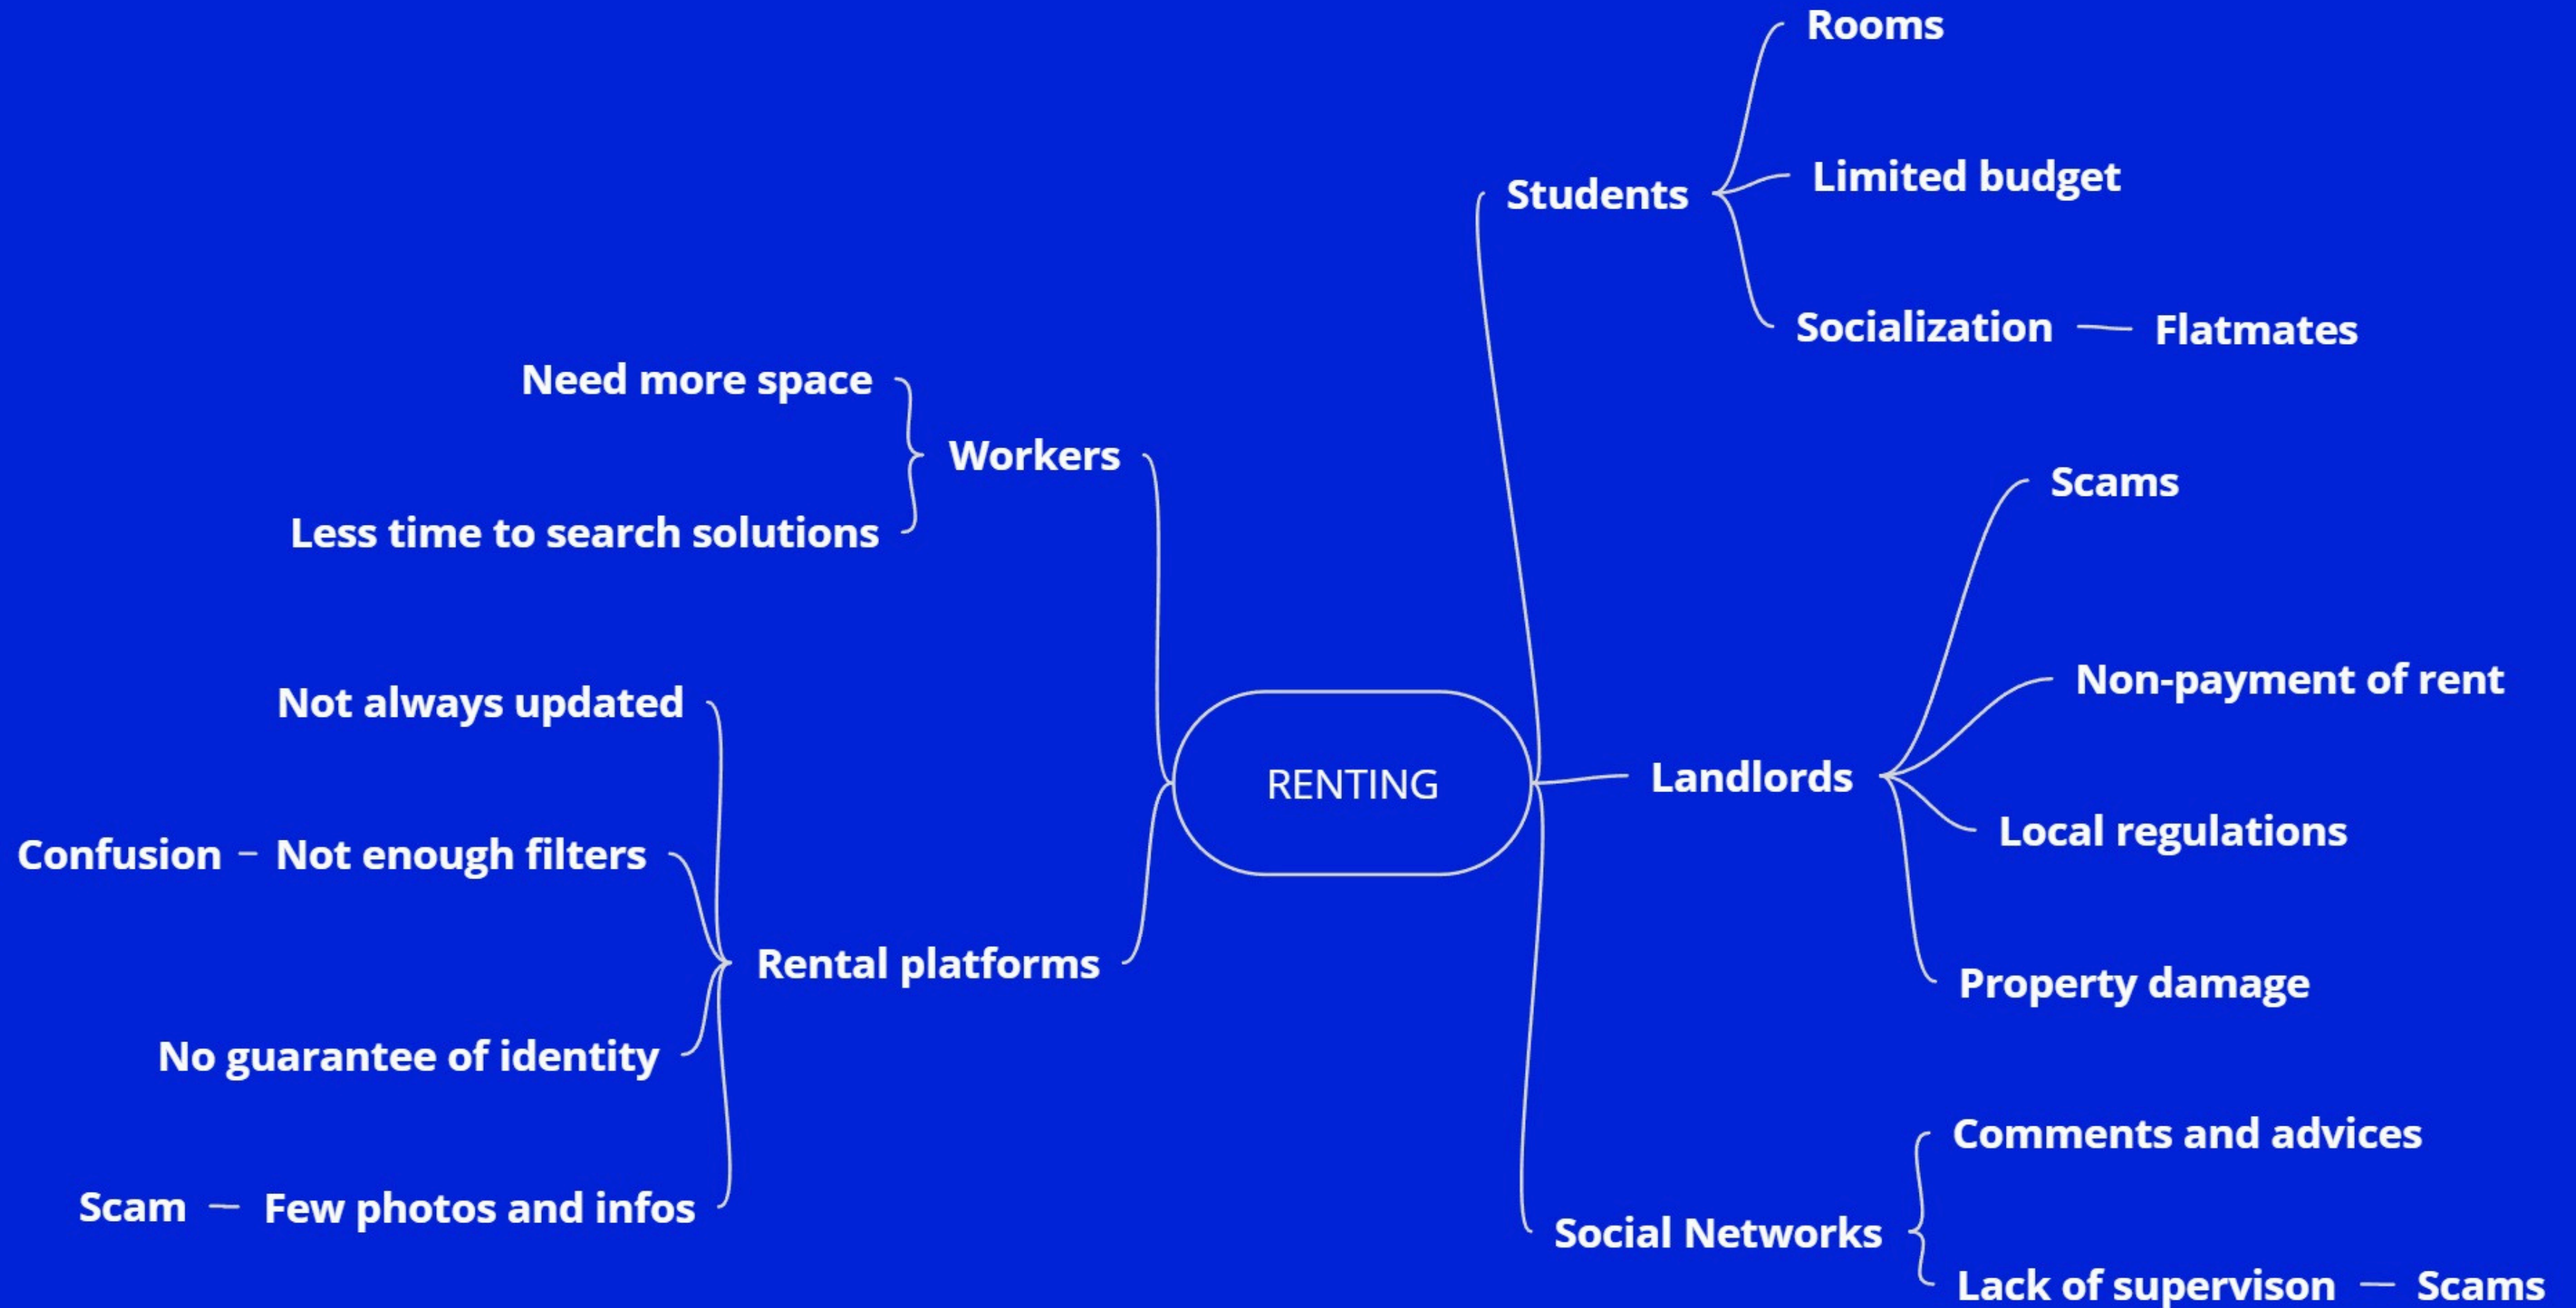 Rooms
Limited budget
Students
Socialization
Flatmates
Need more space
Workers
Less time to search solutions
Scams
Non-payment of rent
Landlords
Local regulations
Property damage
RENTING
Not always updated
Confusion
Not enough filters
Rental platforms
No guarantee of identity
Scam
Few photos and infos
Comments and advices
Social Networks
Lack of supervison
Scams